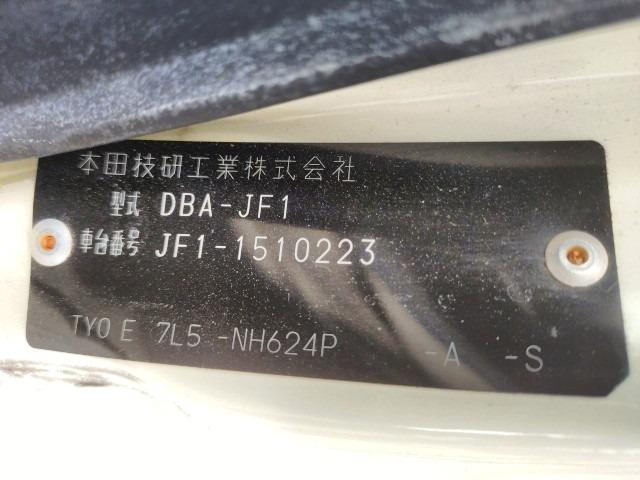 本田技研工業株式会社
型式 DBA-JF1
車台番号 JF1-1510223
TYO E 7L5 -NH624P -A -S